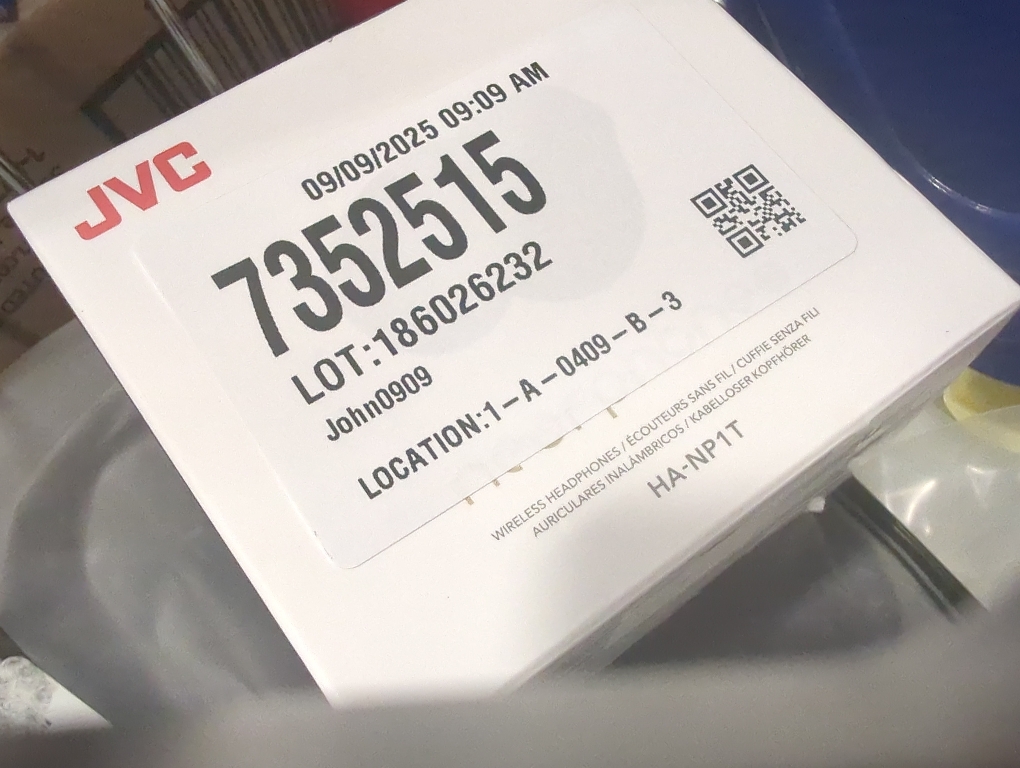 JVC
09/09/2025 09:09 AM
7352515
LOT:186026232
John0909
LOCATION:1-A-0409-B-3
WIRELESS HEADPHONES / ÉCOUTEURS SANS FIL / CUFFIE SENZA FILI
AURICULARES INALÁMBRICOS / KABELLOSER KOPFHÖRER
HA-NP1T